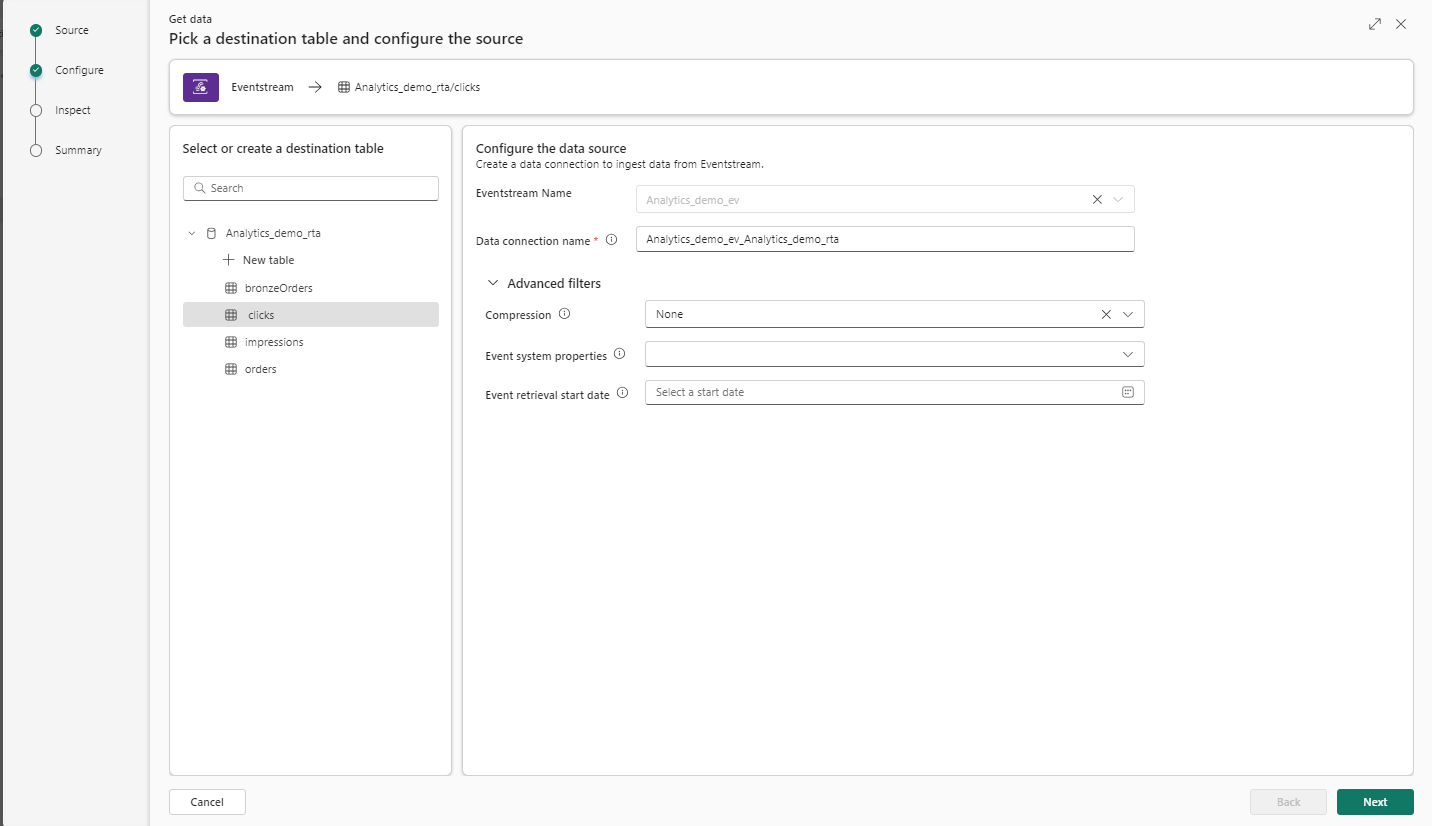 Source
Configure
Inspect
Summary
Get data
Pick a destination table and configure the source
Eventstream
Analytics_demo_rta/clicks
Select or create a destination table
Search
Analytics_demo_rta
New table
bronzeOrders
clicks
impressions
orders
Configure the data source
Create a data connection to ingest data from Eventstream.
Eventstream Name
Analytics_demo_ev
Data connection name *
Analytics_demo_ev_Analytics_demo_rta
Advanced filters
Compression
None
Event system properties
Event retrieval start date
Select a start date
Cancel
Back
Next